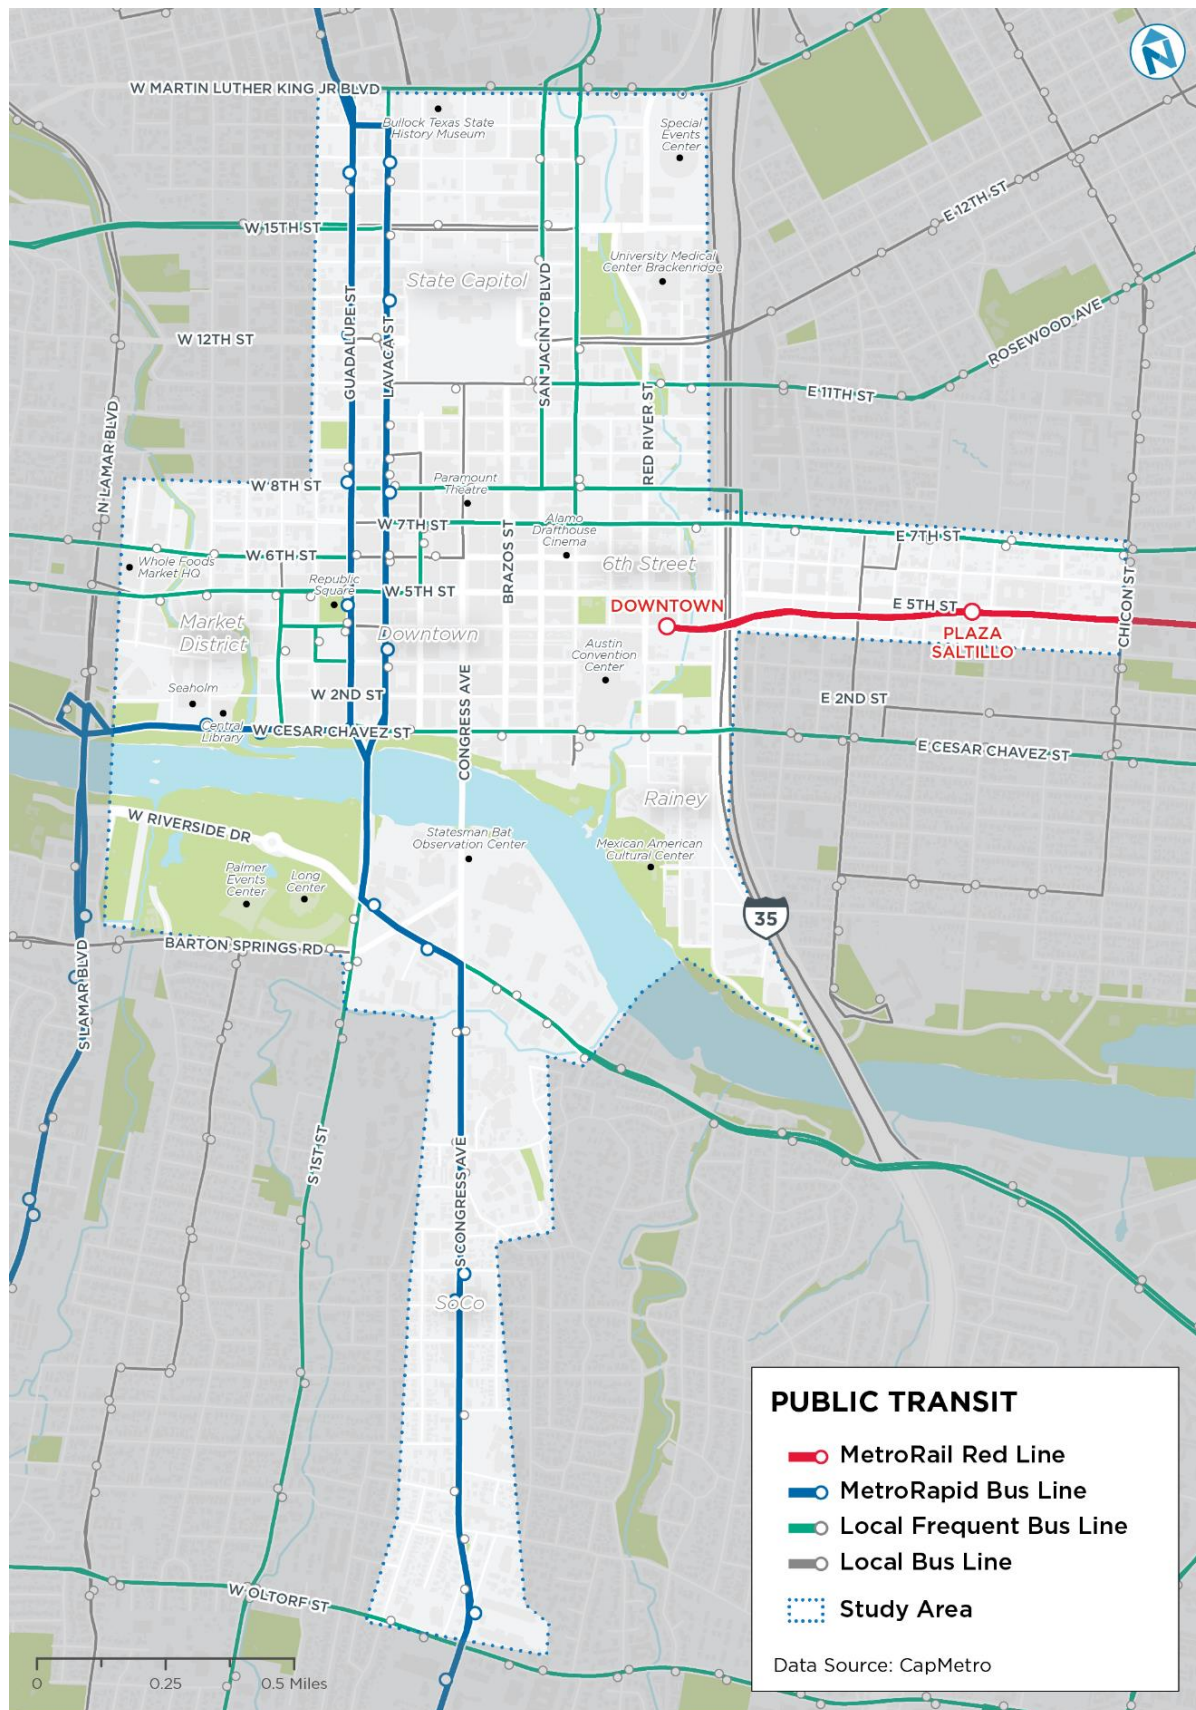 N
W MARTIN LUTHER KING JR BLVD
Bullock Texas State
History Museum
Special
Events
Center
E 12TH ST
W 15TH ST
State Capitol
University Medical
Center Brackenridge
W 12TH ST
GUADALUPE ST
LAVACA ST
SAN JACINTO BLVD
ROSEWOOD AVE
E 11TH ST
RED RIVER ST
N LAMAR BLVD
W 8TH ST
Paramount
Theatre
W 7TH ST
Alamo
Drafthouse
Cinema
BRAZOS ST
E 7TH ST
W 6TH ST
Whole Foods
Market HQ
6th Street
Republic
Square
W 5TH ST
DOWNTOWN
E 5TH ST
PLAZA
SALTILLO
CHICON ST
Market
District
Downtown
Austin
Convention
Center
Seaholm
W 2ND ST
E 2ND ST
CONGRESS AVE
Central
Library
W CESAR CHAVEZ ST
E CESAR CHAVEZ ST
Rainey
W RIVERSIDE DR
Statesman Bat
Observation Center
Mexican American
Cultural Center
Palmer
Events
Center
Long
Center
35
BARTON SPRINGS RD
S LAMAR BLVD
S 1ST ST
S CONGRESS AVE
SoCo
W OLTORF ST
PUBLIC TRANSIT
MetroRail Red Line
MetroRapid Bus Line
Local Frequent Bus Line
Local Bus Line
Study Area
Data Source: CapMetro
0 0.25 0.5 Miles